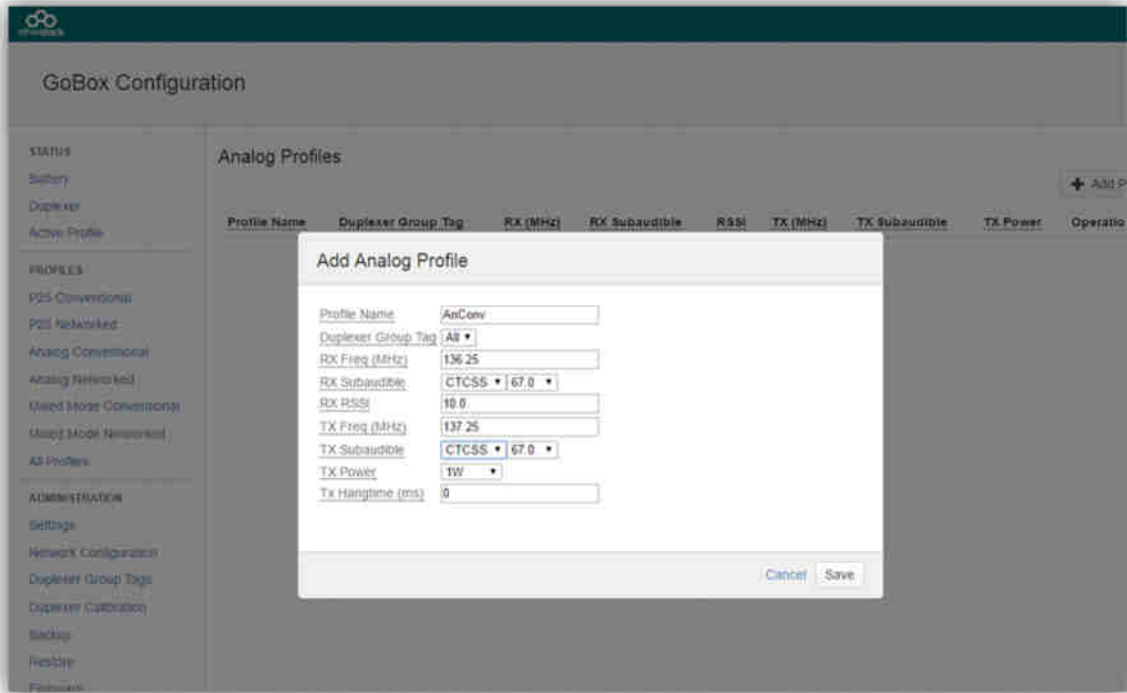 GoBox Configuration
STATUS
Battery
Duplexer
Active Profile
PROFILES
P25 Conventional
P25 Networked
Analog Conventional
Analog Networked
Mixed Mode Conventional
Mixed Mode Networked
All Profiles
ADMINISTRATION
Settings
Network Configuration
Duplexer Group Tags
Duplexer Calibration
Backup
Restore
Firmware
Analog Profiles
+ Add P
Profile Name Duplexer Group Tag RX (MHz) RX Subaudible RSSI TX (MHz) TX Subaudible TX Power Operatio
Add Analog Profile
Profile Name AnConv
Duplexer Group Tag All
RX Freq (MHz) 136.25
RX Subaudible CTCSS 67.0
RX RSSI 10.0
TX Freq (MHz) 137.25
TX Subaudible CTCSS 67.0
TX Power 1W
Tx Hangtime (ms) 0
Cancel Save